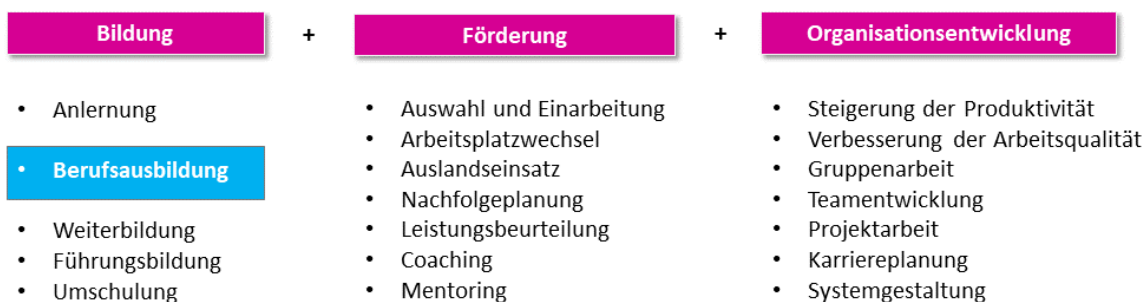 Bildung
+
Förderung
+
Organisationsentwicklung
• Anlernung
• Berufsausbildung
• Weiterbildung
• Führungsbildung
• Umschulung
• Auswahl und Einarbeitung
• Arbeitsplatzwechsel
• Auslandseinsatz
• Nachfolgeplanung
• Leistungsbeurteilung
• Coaching
• Mentoring
• Steigerung der Produktivität
• Verbesserung der Arbeitsqualität
• Gruppenarbeit
• Teamentwicklung
• Projektarbeit
• Karriereplanung
• Systemgestaltung